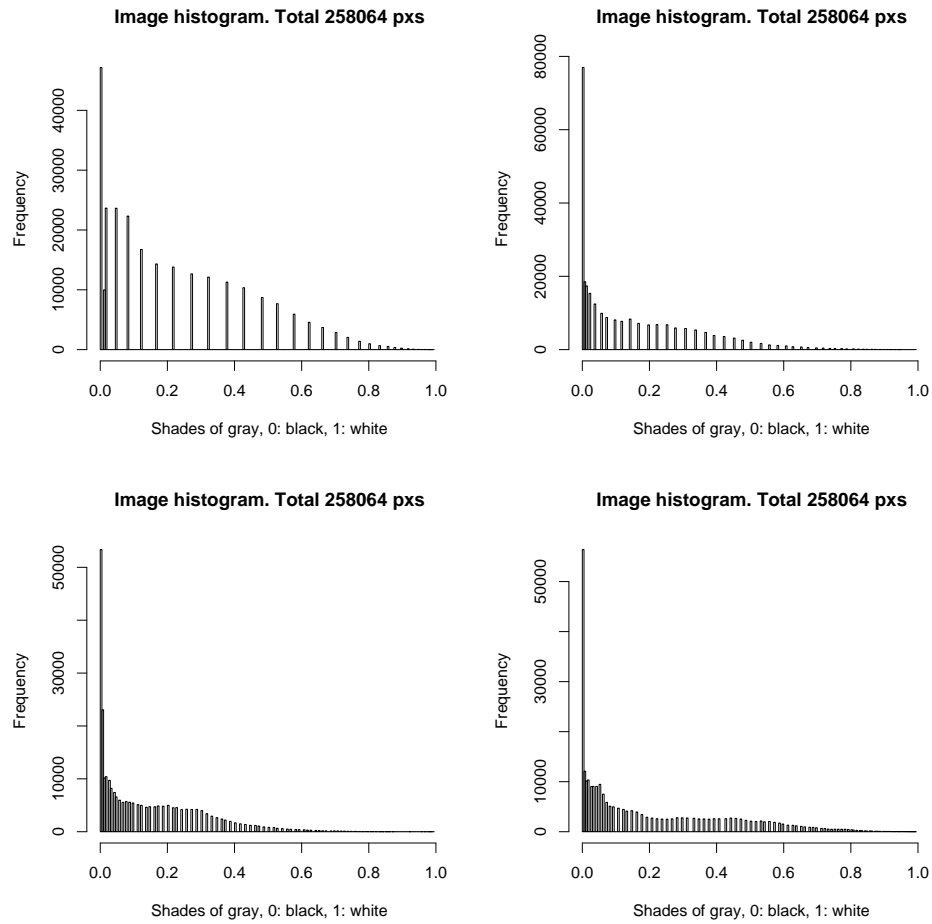 Image histogram. Total 258064 pxs
Frequency
0
10000
20000
30000
40000
0.0 0.2 0.4 0.6 0.8 1.0
Shades of gray, 0: black, 1: white
Image histogram. Total 258064 pxs
Frequency
0
20000
40000
60000
80000
0.0 0.2 0.4 0.6 0.8 1.0
Shades of gray, 0: black, 1: white
Image histogram. Total 258064 pxs
Frequency
0
10000
30000
50000
0.0 0.2 0.4 0.6 0.8 1.0
Shades of gray, 0: black, 1: white
Image histogram. Total 258064 pxs
Frequency
0
10000
30000
50000
0.0 0.2 0.4 0.6 0.8 1.0
Shades of gray, 0: black, 1: white